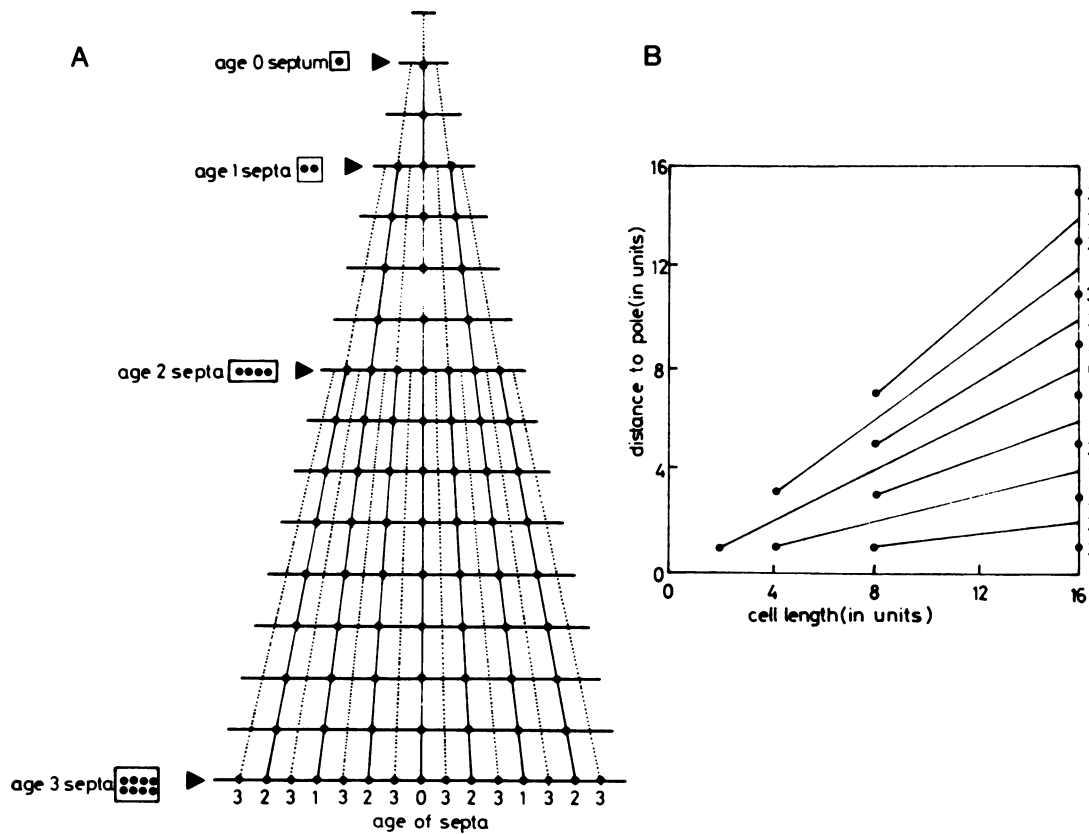 A
age 0 septum
age 1 septa
age 2 septa
age 3 septa
3 2 3 1 3 2 3 0 3 2 3 1 3 2 3
age of septa
B
distance to pole(in units)
16
12
8
4
0
0 4 8 12 16
cell length(in units)